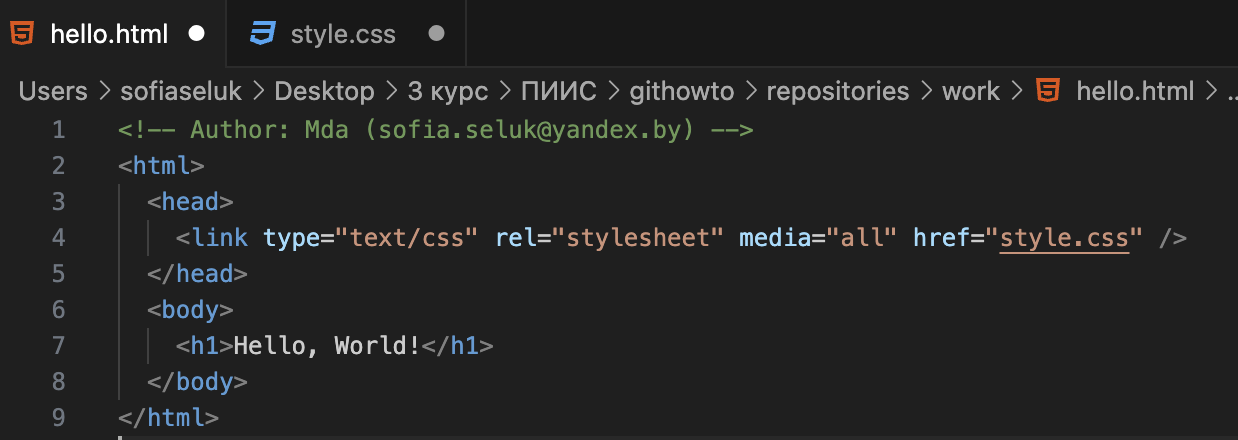 hello.html style.css
Users > sofiaseluk > Desktop > 3 курс > ПИИС > githowto > repositories > work > hello.html > ..
1 <!-- Author: Mda (sofia.seluk@yandex.by) -->
2 <html>
3   <head>
4     <link type="text/css" rel="stylesheet" media="all" href="style.css" />
5   </head>
6   <body>
7     <h1>Hello, World!</h1>
8   </body>
9 </html>